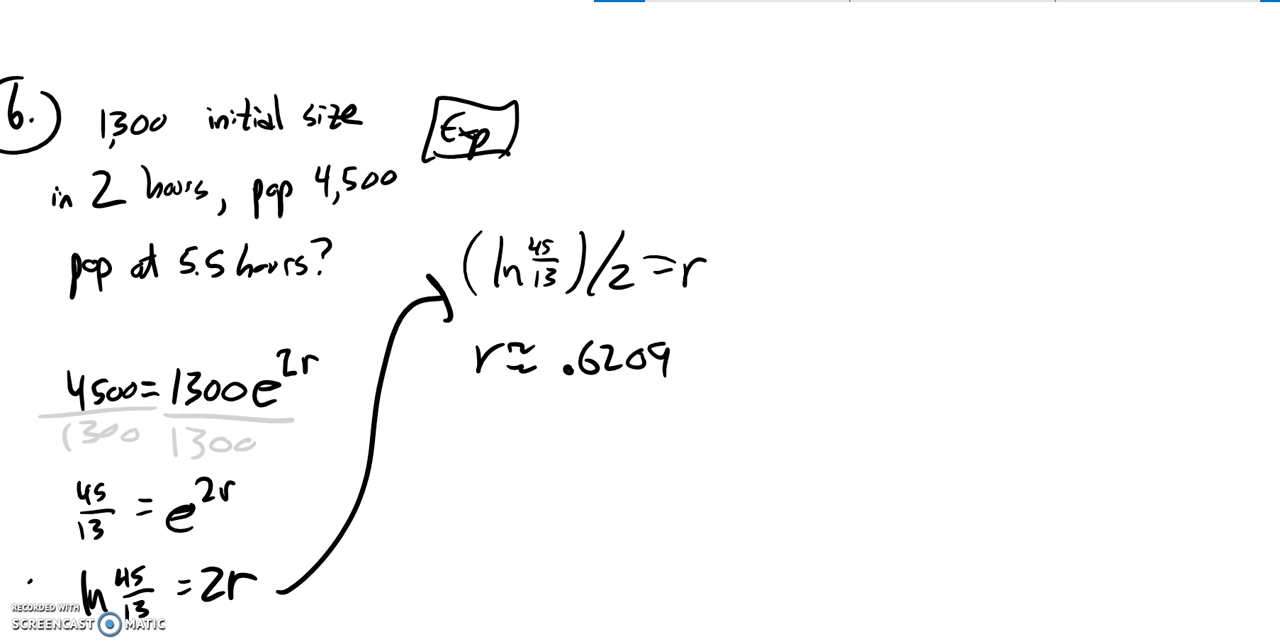 6.) 1,300 initial size
Exp
in 2 hours, pop 4,500
pop at 5.5 hours?
4500 = 1300e^2r
1300 1300
45/13 = e^2r
ln 45/13 = 2r
(ln 45/13)/2 = r
r ≈ .6209
RECORDED WITH
SCREENCAST MATIC